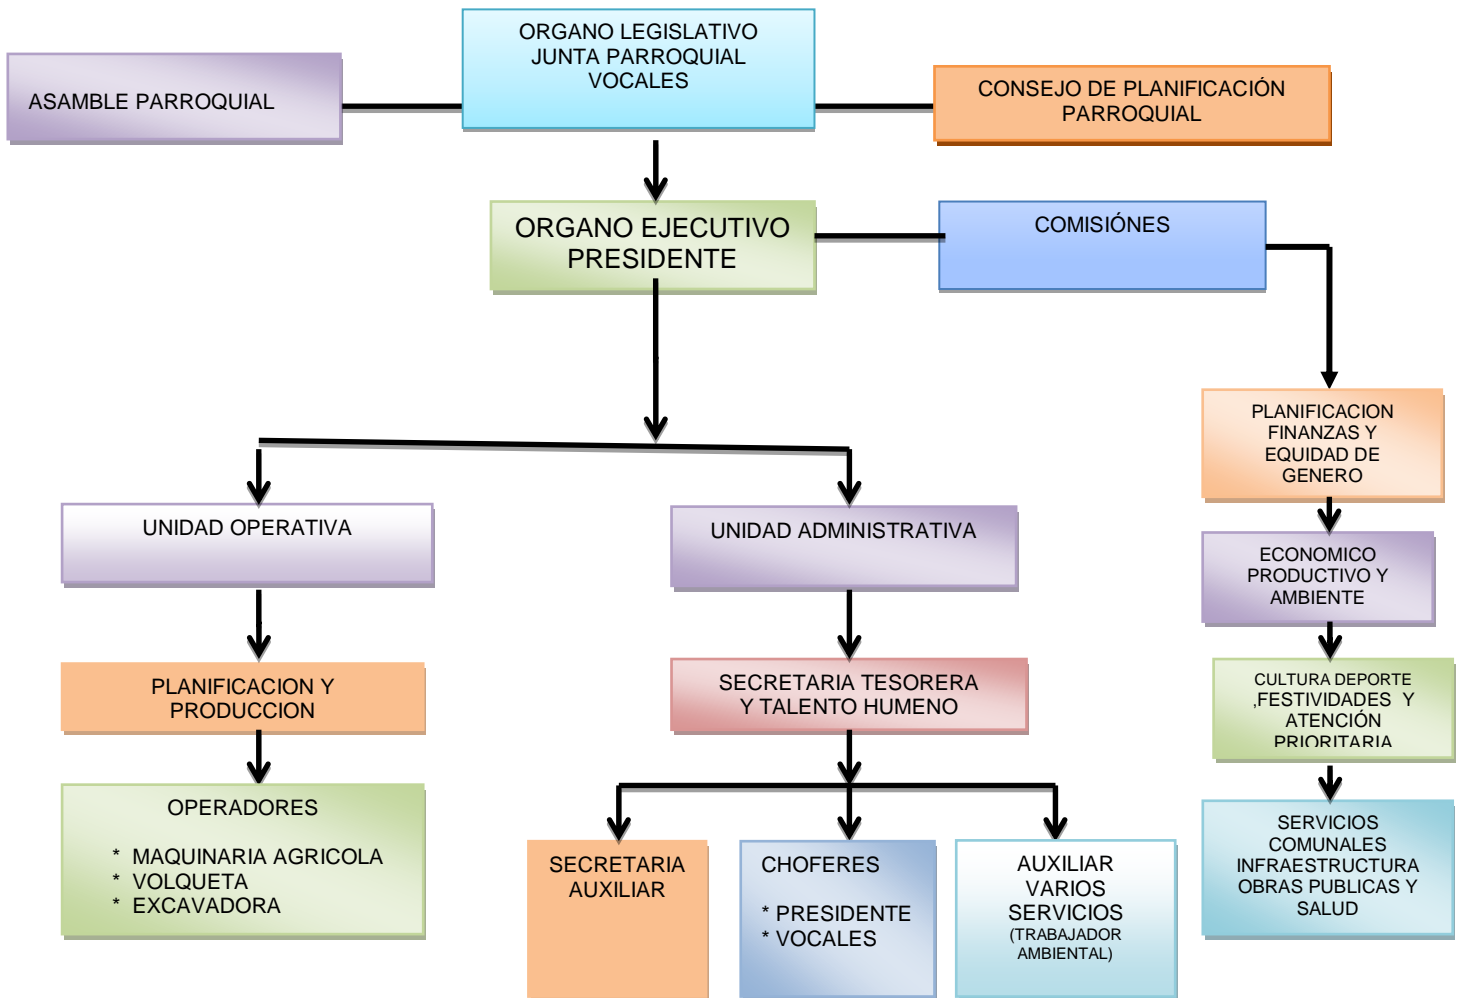 ORGANO LEGISLATIVO
JUNTA PARROQUIAL
VOCALES
ASAMBLE PARROQUIAL
CONSEJO DE PLANIFICACIÓN
PARROQUIAL
ORGANO EJECUTIVO
PRESIDENTE
COMISIÓNES
PLANIFICACION
FINANZAS Y
EQUIDAD DE
GENERO
UNIDAD OPERATIVA
UNIDAD ADMINISTRATIVA
ECONOMICO
PRODUCTIVO Y
AMBIENTE
PLANIFICACION Y
PRODUCCION
SECRETARIA TESORERA
Y TALENTO HUMENO
CULTURA DEPORTE
,FESTIVIDADES Y
ATENCIÓN
PRIORITARIA
OPERADORES
* MAQUINARIA AGRICOLA
* VOLQUETA
* EXCAVADORA
SECRETARIA
AUXILIAR
CHOFERES
* PRESIDENTE
* VOCALES
AUXILIAR
VARIOS
SERVICIOS
(TRABAJADOR
AMBIENTAL)
SERVICIOS
COMUNALES
INFRAESTRUCTURA
OBRAS PUBLICAS Y
SALUD